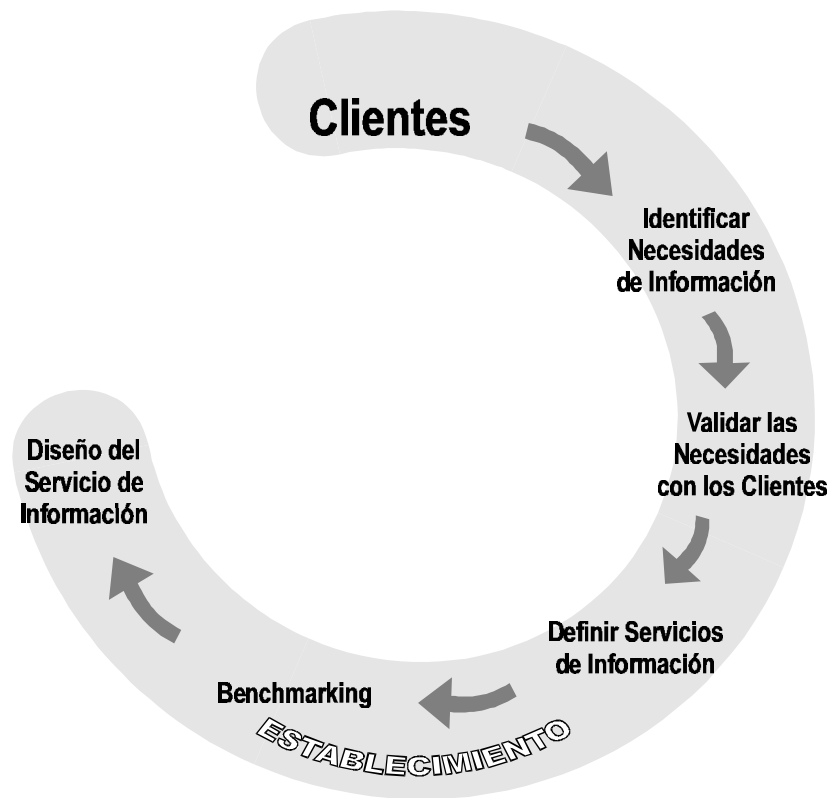 Clientes
Identificar
Necesidades
de Información
Validar las
Necesidades
con los Clientes
Definir Servicios
de Información
Benchmarking
ESTABLECIMIENTO
Diseño del
Servicio de
Información